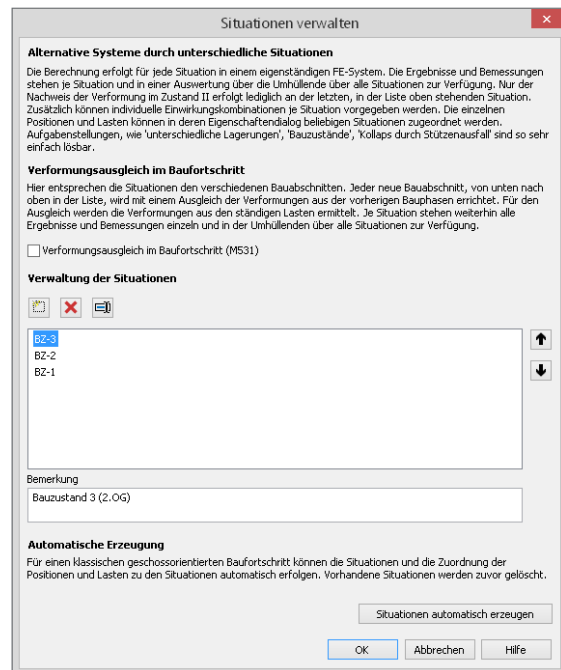 Situationen verwalten
Alternative Systeme durch unterschiedliche Situationen
Die Berechnung erfolgt für jede Situation in einem eigenständigen FE-System. Die Ergebnisse und Bemessungen
stehen je Situation und in einer Auswertung über die Umhüllende über alle Situationen zur Verfügung. Nur der
Nachweis der Verformung im Zustand II erfolgt lediglich an der letzten, in der Liste oben stehenden Situation.
Zusätzlich können individuelle Einwirkungskombinationen je Situation vorgegeben werden. Die einzelnen
Positionen und Lasten können in deren Eigenschaftendialog beliebigen Situationen zugeordnet werden.
Aufgabenstellungen, wie 'unterschiedliche Lagerungen', 'Bauzustände', 'Kollaps durch Stützenausfall' sind so sehr
einfach lösbar.
Verformungsausgleich im Baufortschritt
Hier entsprechen die Situationen den verschiedenen Bauabschnitten. Jeder neue Bauabschnitt, von unten nach
oben in der Liste, wird mit einem Ausgleich der Verformungen aus der vorherigen Bauphasen errichtet. Für den
Ausgleich werden die Verformungen aus den ständigen Lasten ermittelt. Je Situation stehen weiterhin alle
Ergebnisse und Bemessungen einzeln und in der Umhüllenden über alle Situationen zur Verfügung.
Verformungsausgleich im Baufortschritt (M531)
Verwaltung der Situationen
BZ-3
BZ-2
BZ-1
Bemerkung
Bauzustand 3 (2.OG)
Automatische Erzeugung
Für einen klassischen geschossorientierten Baufortschritt können die Situationen und die Zuordnung der
Positionen und Lasten zu den Situationen automatisch erfolgen. Vorhandene Situationen werden zuvor gelöscht.
Situationen automatisch erzeugen
OK Abbrechen Hilfe